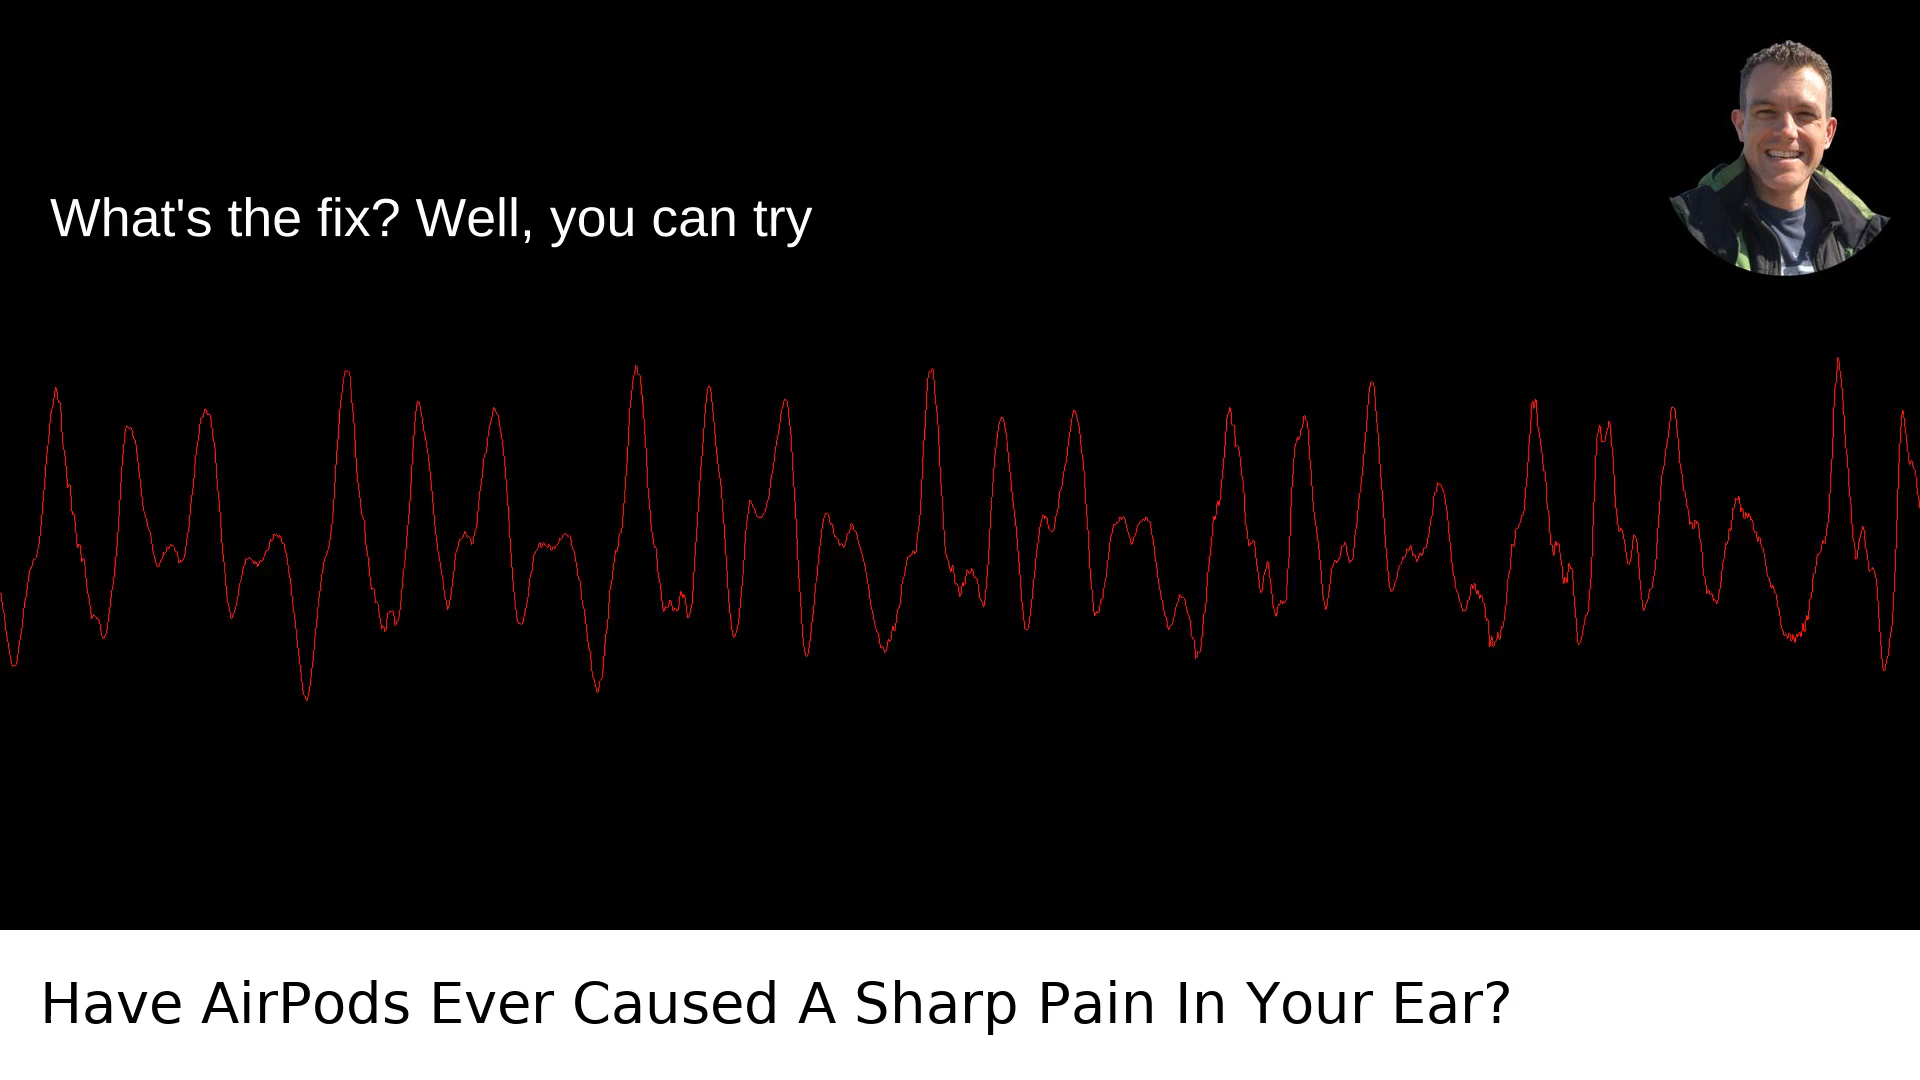 What's the fix? Well, you can try
Have AirPods Ever Caused A Sharp Pain In Your Ear?